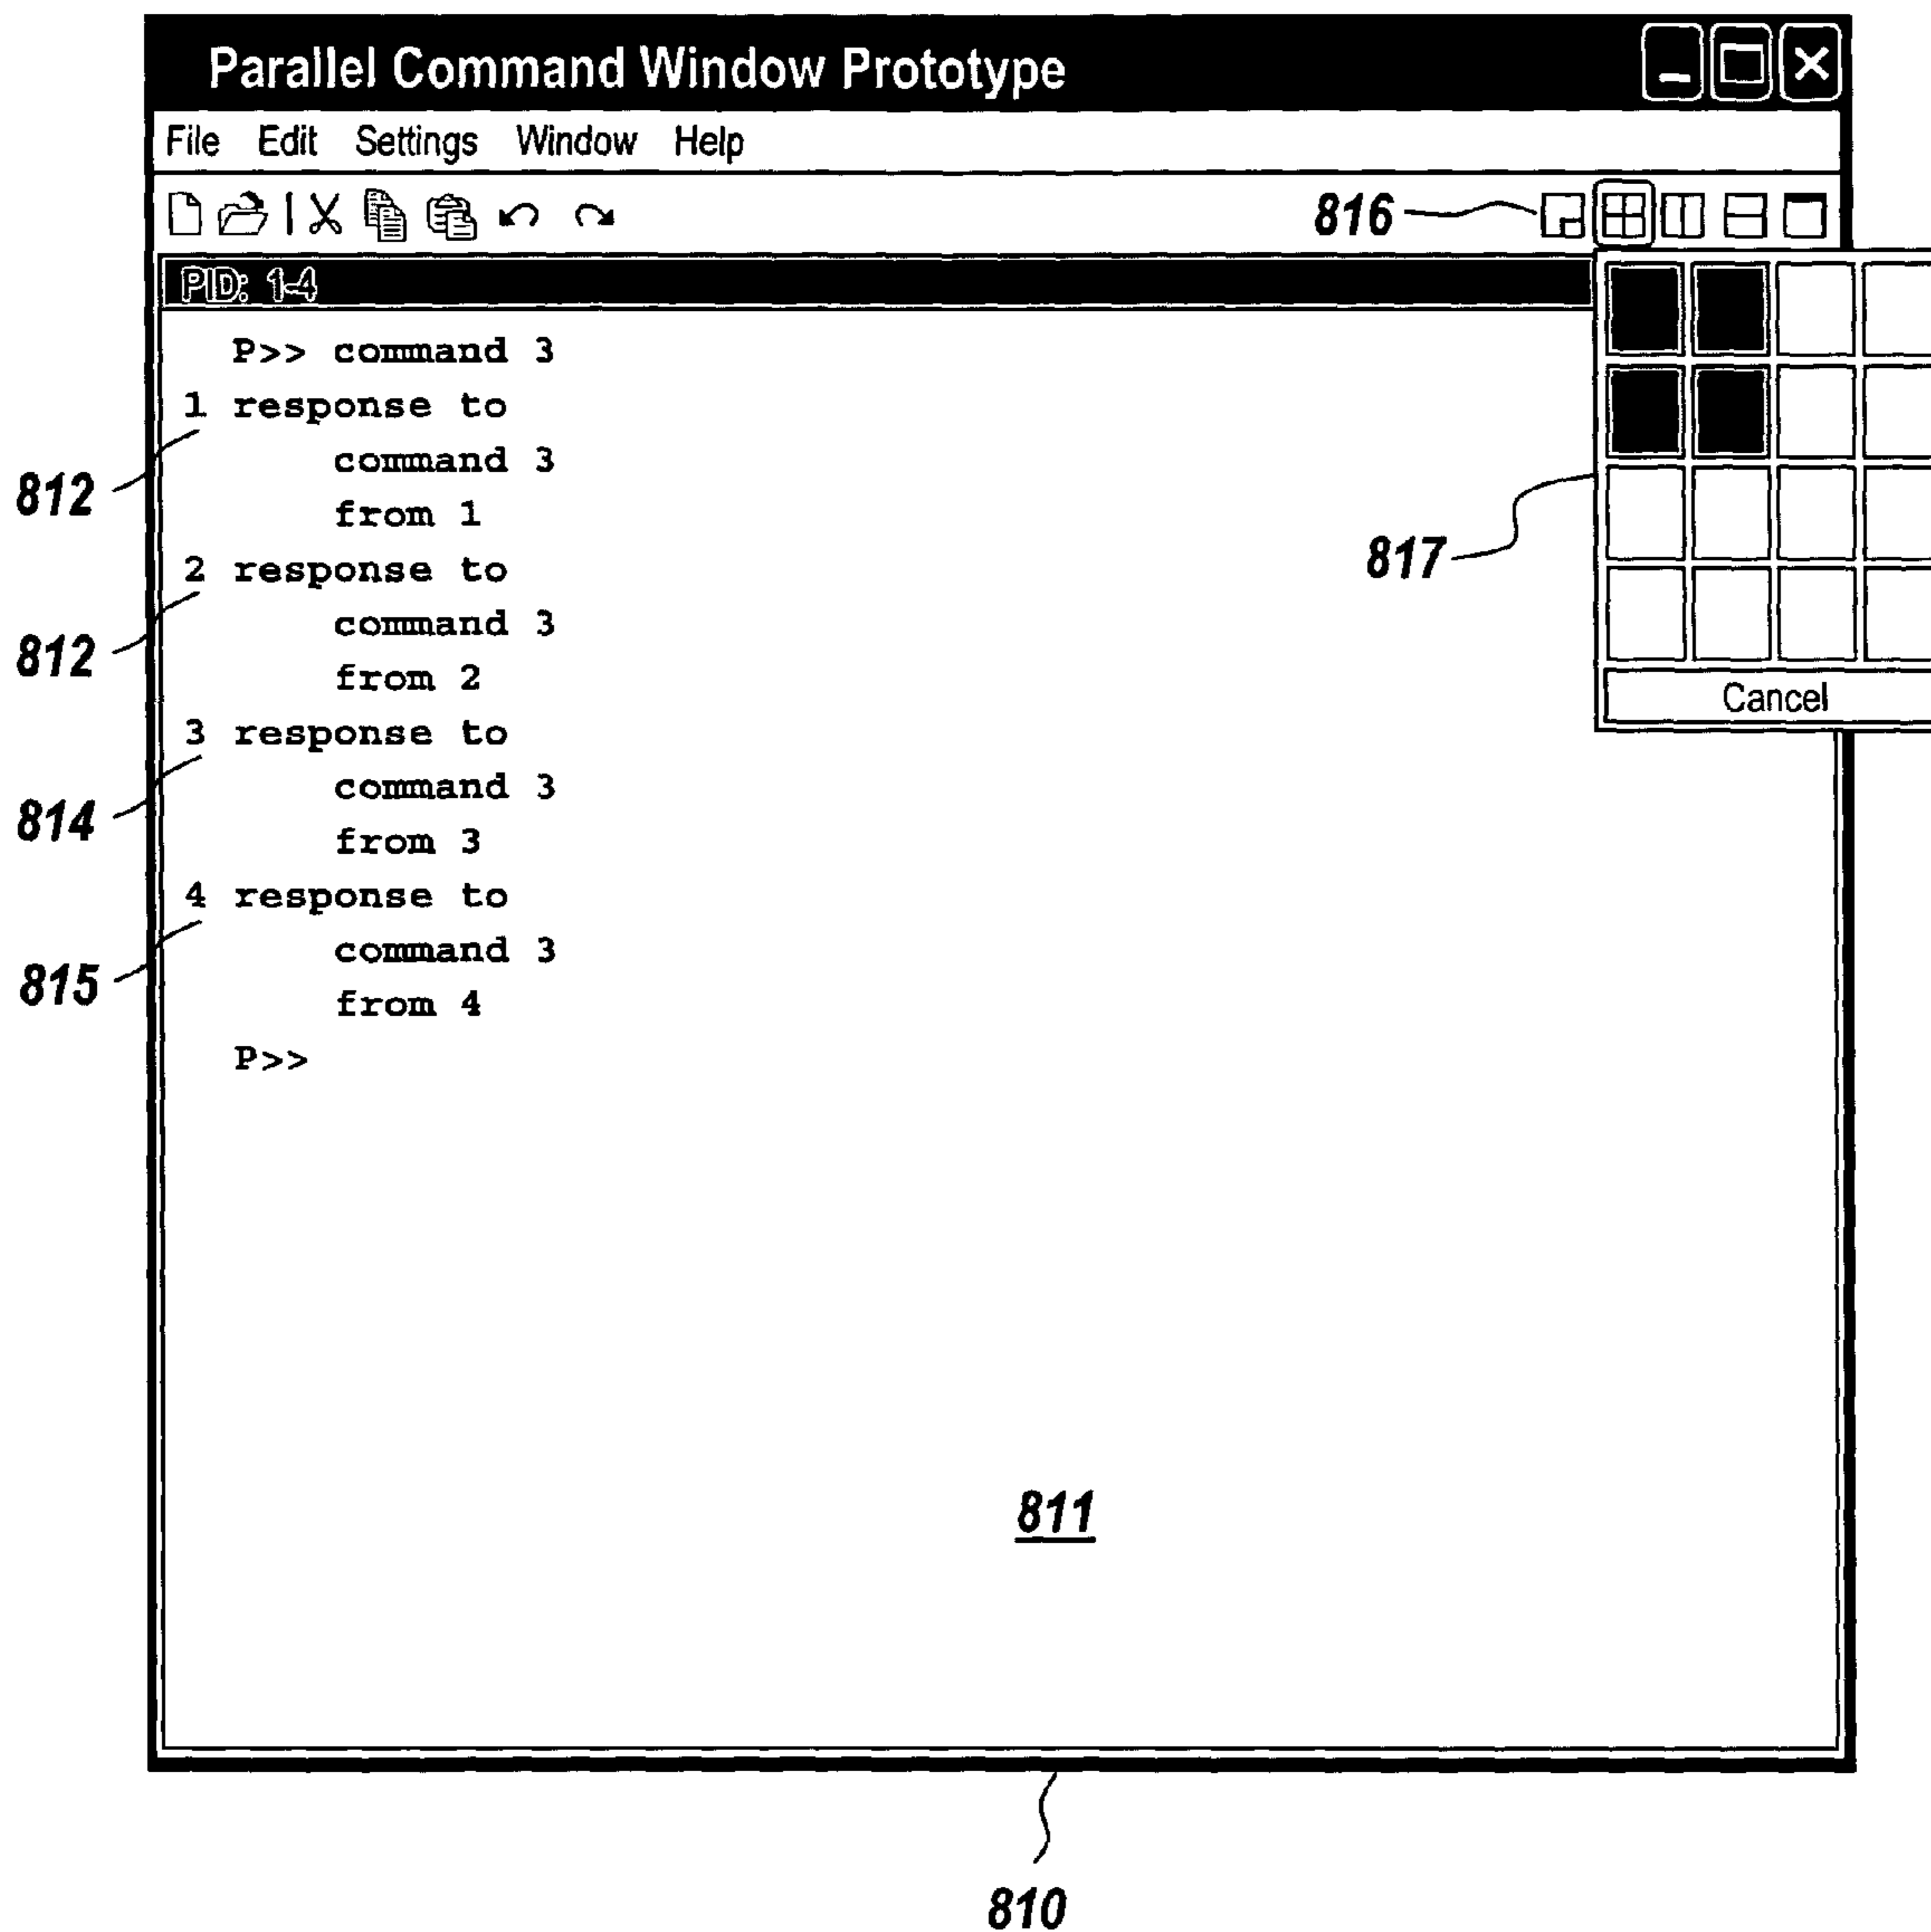 Parallel Command Window Prototype
File Edit Settings Window Help
816
PID: 1-4
P>> command 3
1 response to
command 3
812
from 1
2 response to
817
command 3
812
from 2
Cancel
3 response to
command 3
814
from 3
4 response to
command 3
815
from 4
P>>
811
810